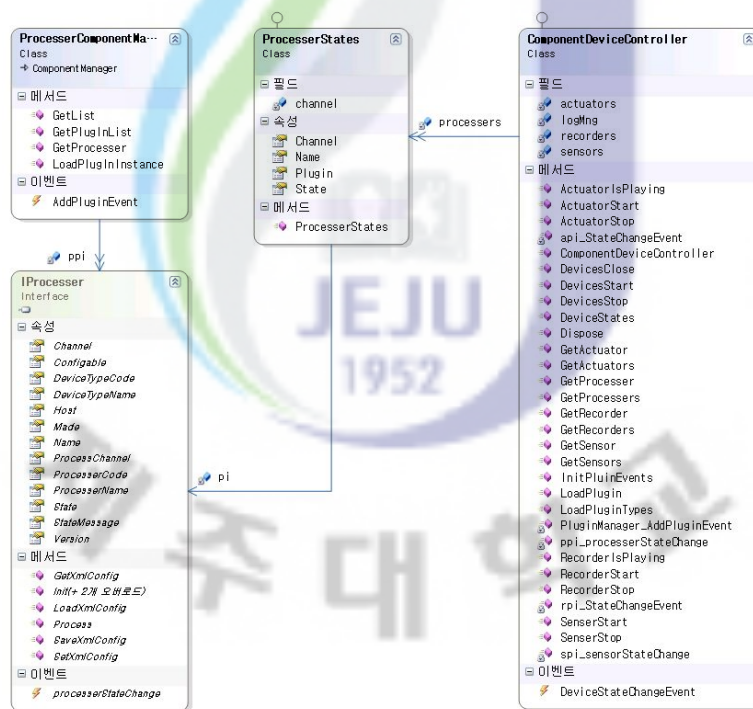 ProcesserComponentMa…
Class
ComponentManager
메서드
GetList
GetPlugInList
GetProcesser
LoadPlugInInstance
이벤트
AddPluginEvent
ppi
IProcesser
Interface
속성
Channel
Configable
DeviceTypeCode
DeviceTypeName
Host
Made
Name
ProcessChannel
ProcesserCode
ProcesserName
State
StateMessage
Version
메서드
GetXmlConfig
Init(+ 2개 오버로드)
LoadXmlConfig
Process
SaveXmlConfig
SetXmlConfig
이벤트
processerStateChange
ProcesserStates
Class
필드
channel
속성
Channel
Name
Plugin
State
메서드
ProcesserStates
processers
pi
ComponentDeviceController
Class
필드
actuators
logMng
recorders
sensors
메서드
ActuatorIsPlaying
ActuatorStart
ActuatorStop
api_StateChangeEvent
ComponentDeviceController
DevicesClose
DevicesStart
DevicesStop
DeviceStates
Dispose
GetActuator
GetActuators
GetProcesser
GetProcessers
GetRecorder
GetRecorders
GetSensor
GetSensors
InitPluinEvents
LoadPlugin
LoadPluginTypes
PluginManager_AddPluginEvent
ppi_processerStateChange
RecorderIsPlaying
RecorderStart
RecorderStop
rpi_StateChangeEvent
SenserStart
SenserStop
spi_sensorStateChange
이벤트
DeviceStateChangeEvent
JEJU
1952
제주대학교